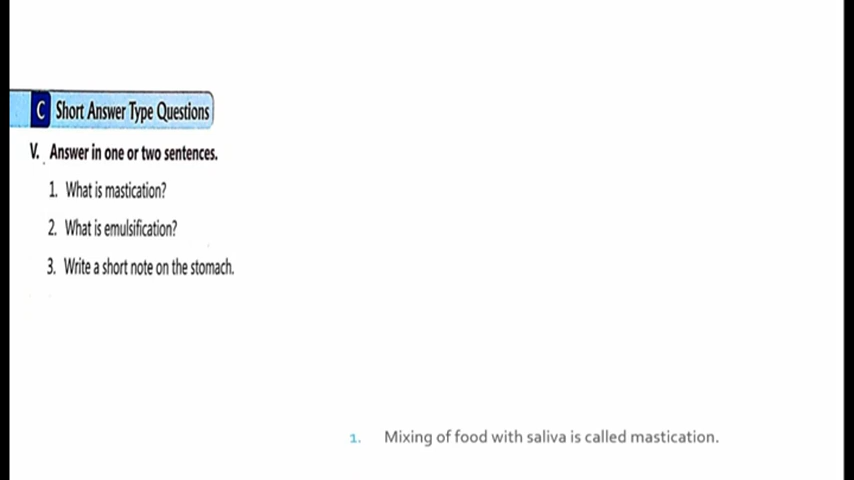 C Short Answer Type Questions
V. Answer in one or two sentences.
1. What is mastication?
2. What is emulsification?
3. Write a short note on the stomach.
1. Mixing of food with saliva is called mastication.